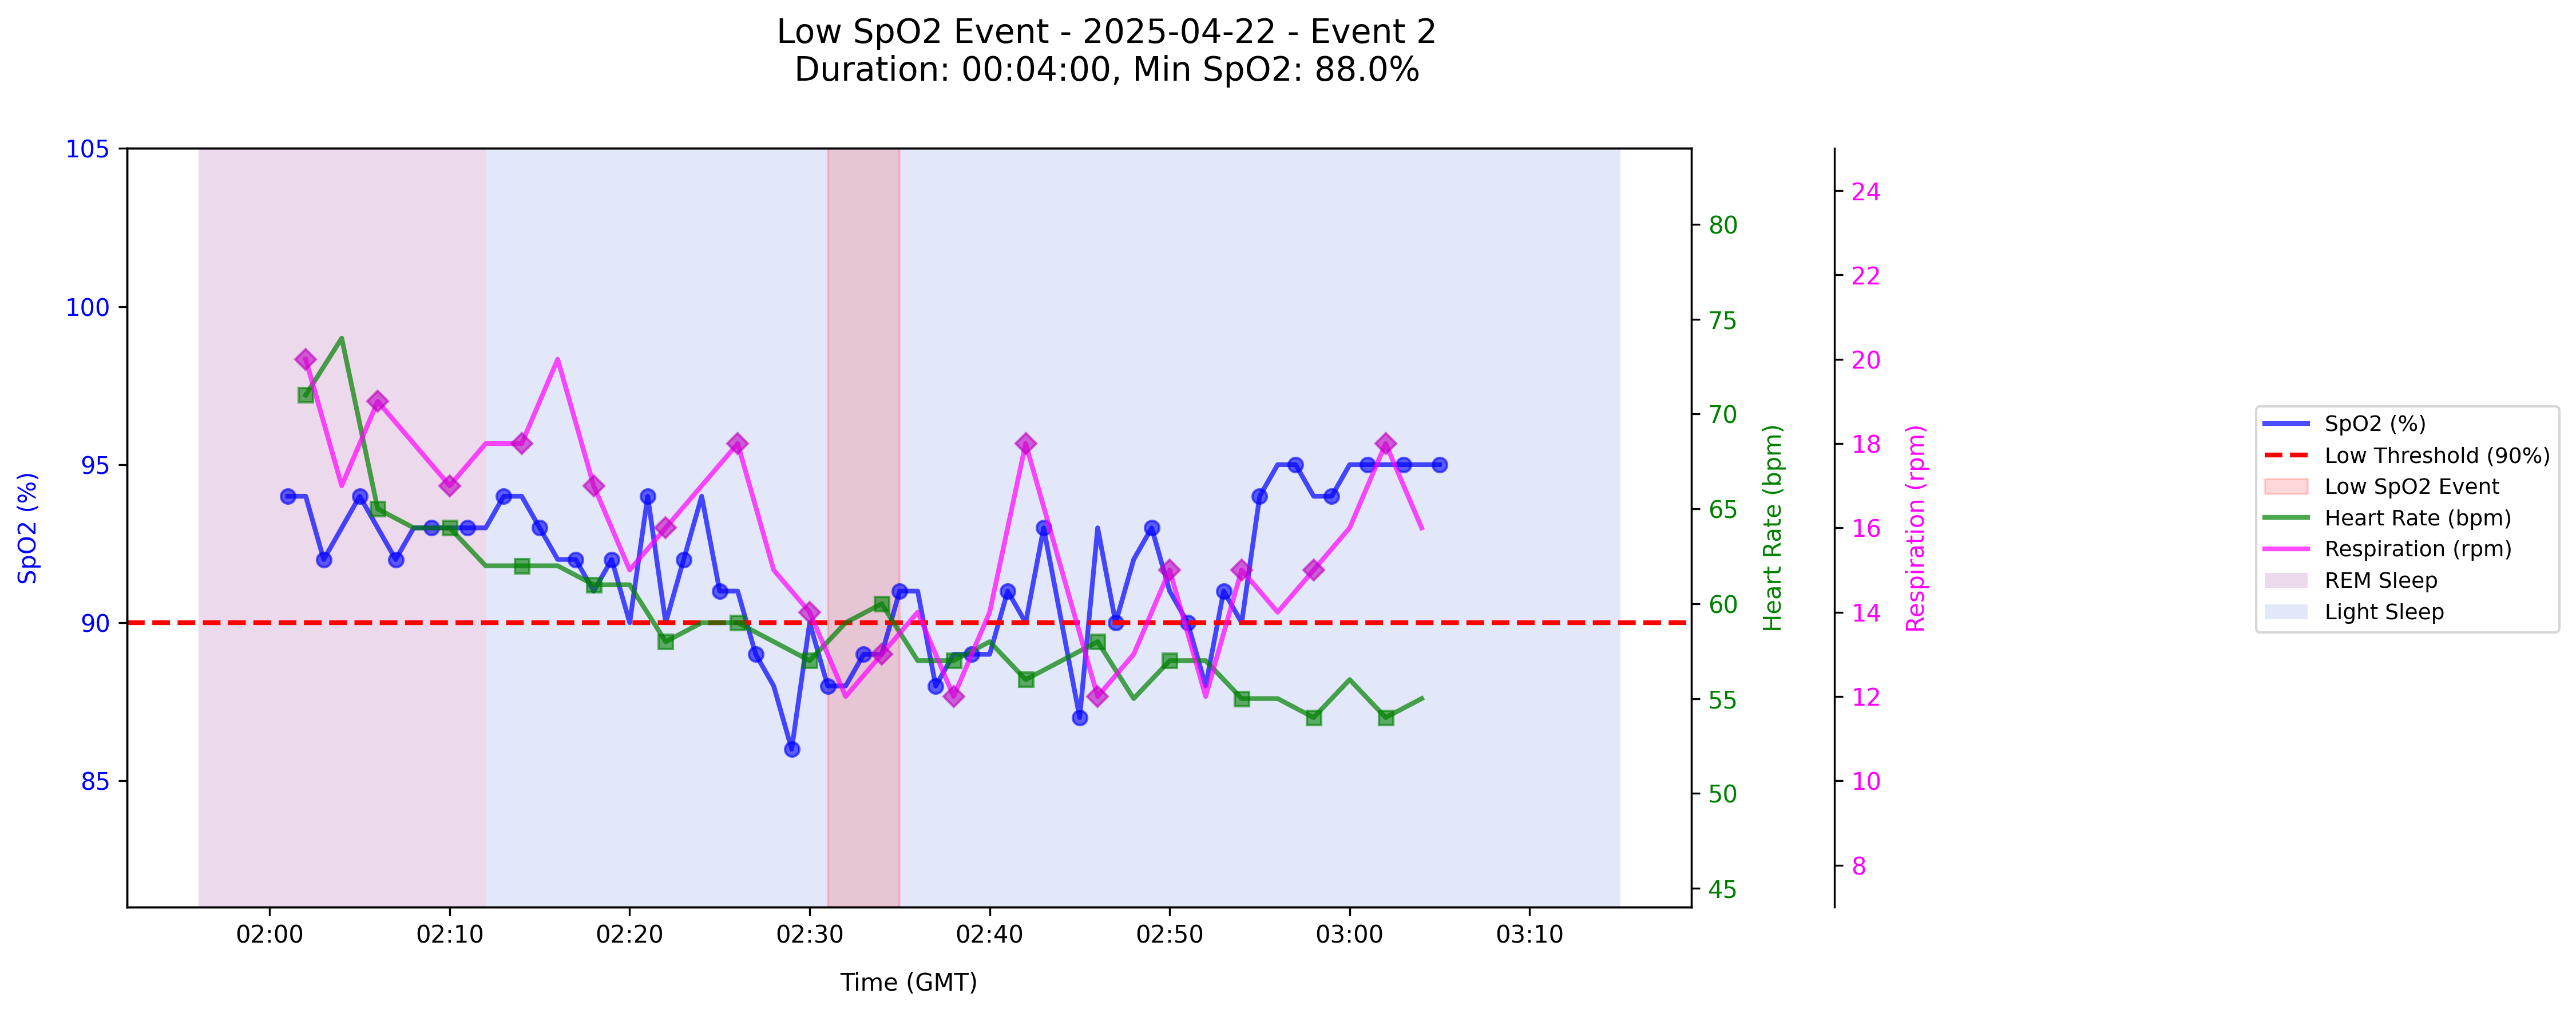 Low SpO2 Event - 2025-04-22 - Event 2
Duration: 00:04:00, Min SpO2: 88.0%
105
100
95
90
85
SpO2 (%)
80
75
70
65
60
55
50
45
Heart Rate (bpm)
24
22
20
18
16
14
12
10
8
Respiration (rpm)
SpO2 (%)
Low Threshold (90%)
Low SpO2 Event
Heart Rate (bpm)
Respiration (rpm)
REM Sleep
Light Sleep
02:00 02:10 02:20 02:30 02:40 02:50 03:00 03:10
Time (GMT)